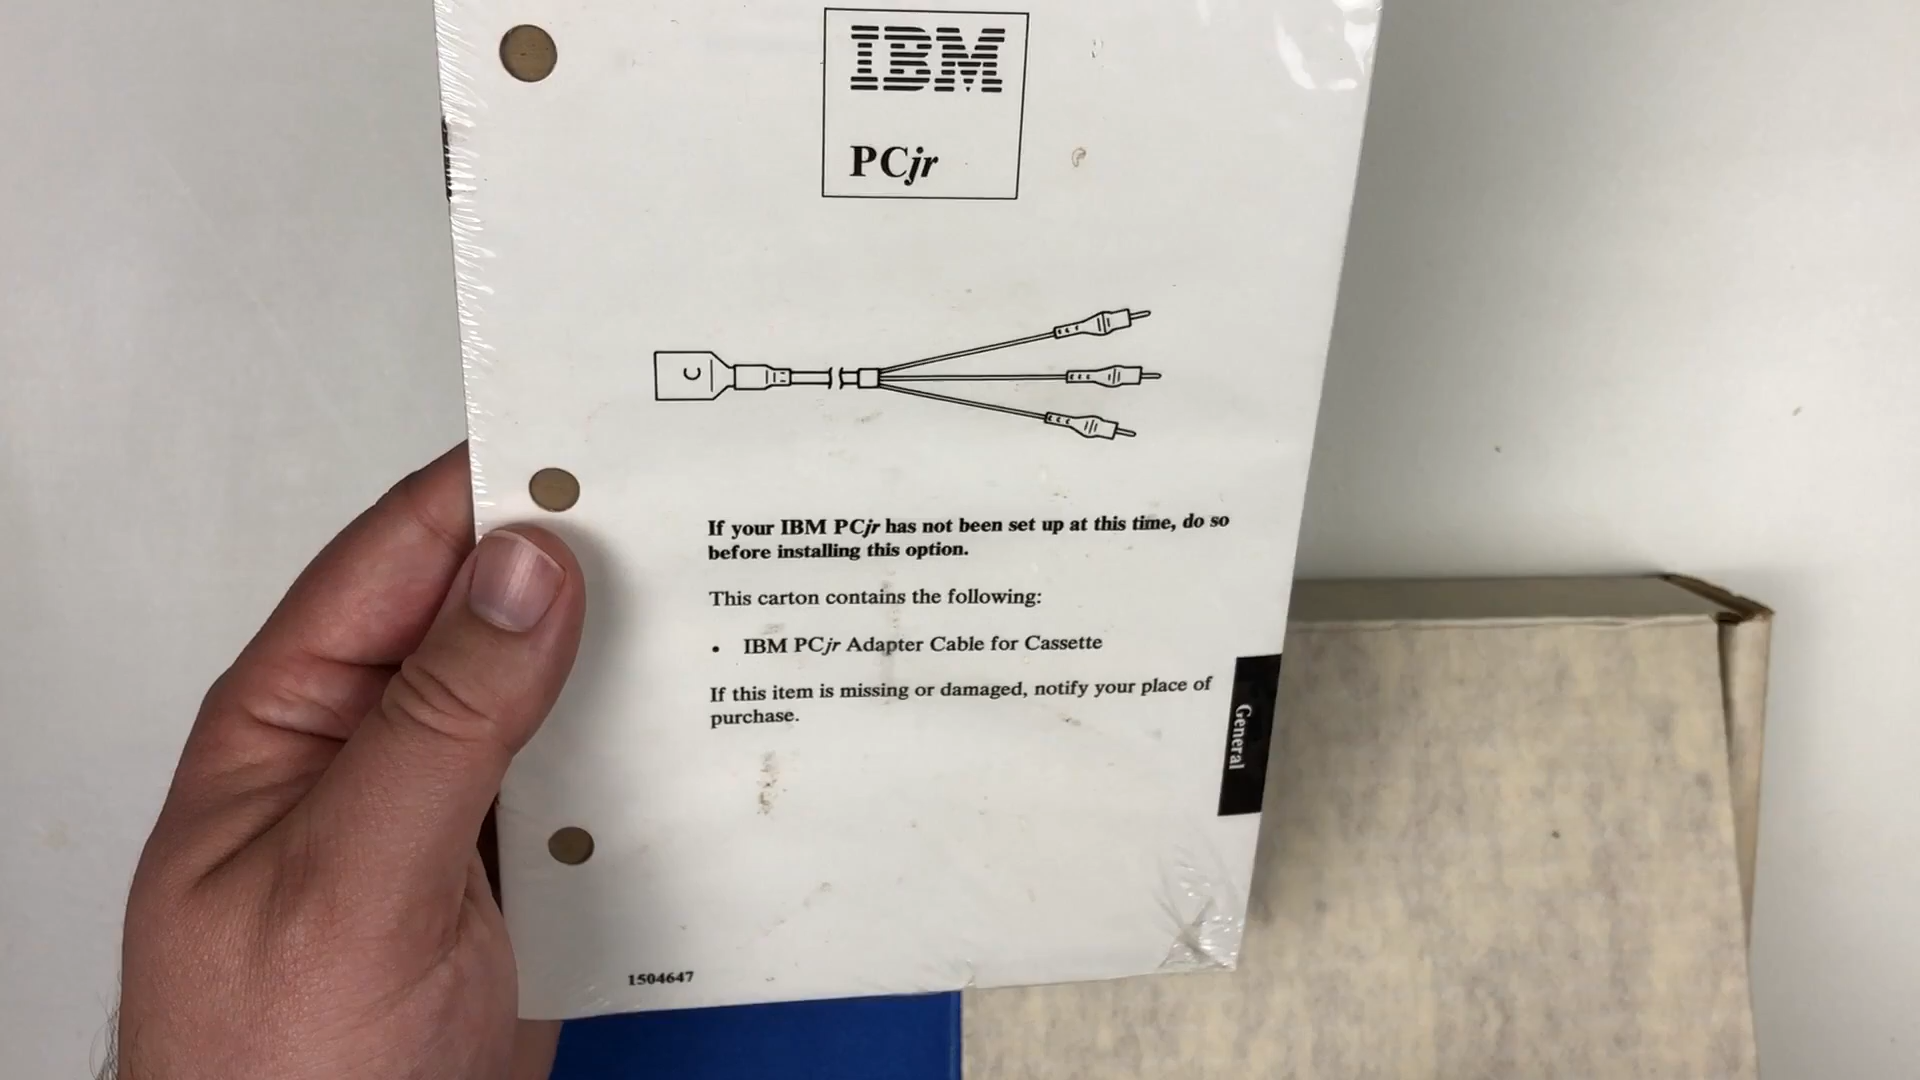 IBM
PCjr
C
If your IBM PCjr has not been set up at this time, do so
before installing this option.
This carton contains the following:
• IBM PCjr Adapter Cable for Cassette
If this item is missing or damaged, notify your place of
purchase.
General
1504647